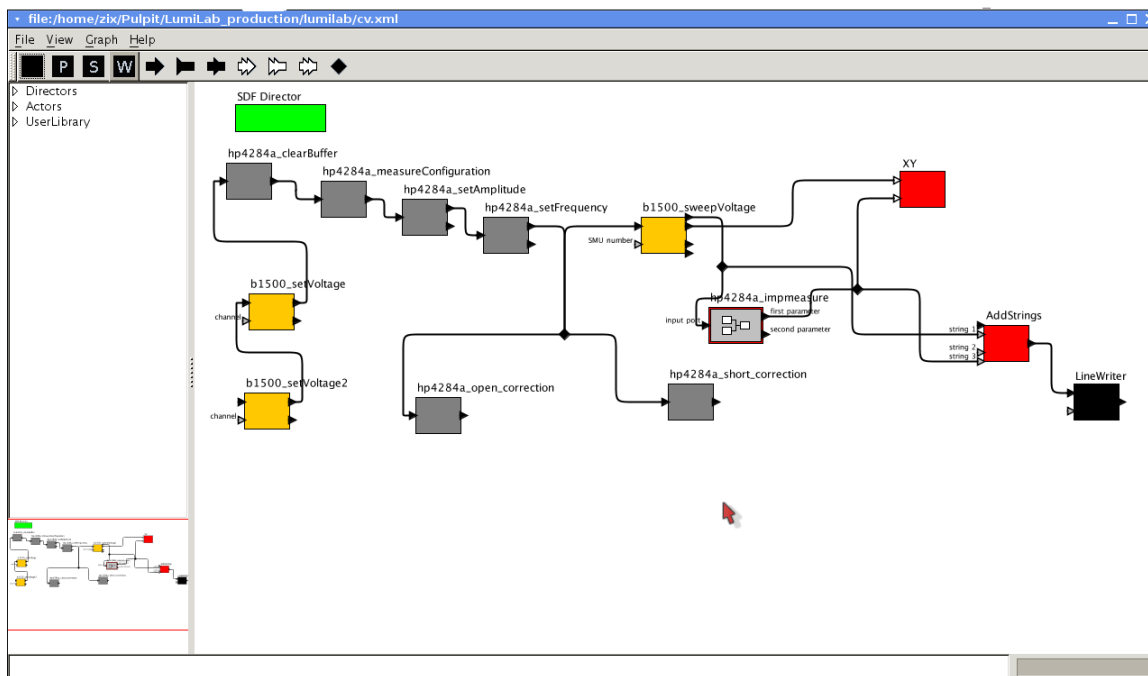 file:/home/zix/Pulpit/LumiLab_production/lumilab/cv.xml
File View Graph Help
P S W
Directors
Actors
UserLibrary
SDF Director
hp4284a_clearBuffer
hp4284a_measureConfiguration
hp4284a_setAmplitude
hp4284a_setFrequency
b1500_sweepVoltage
SMU number
XY
b1500_setVoltage
channel
b1500_setVoltage2
channel
hp4284a_impmeasure
input port
first parameter
second parameter
AddStrings
string 1
string 2
string 3
LineWriter
hp4284a_open_correction
hp4284a_short_correction